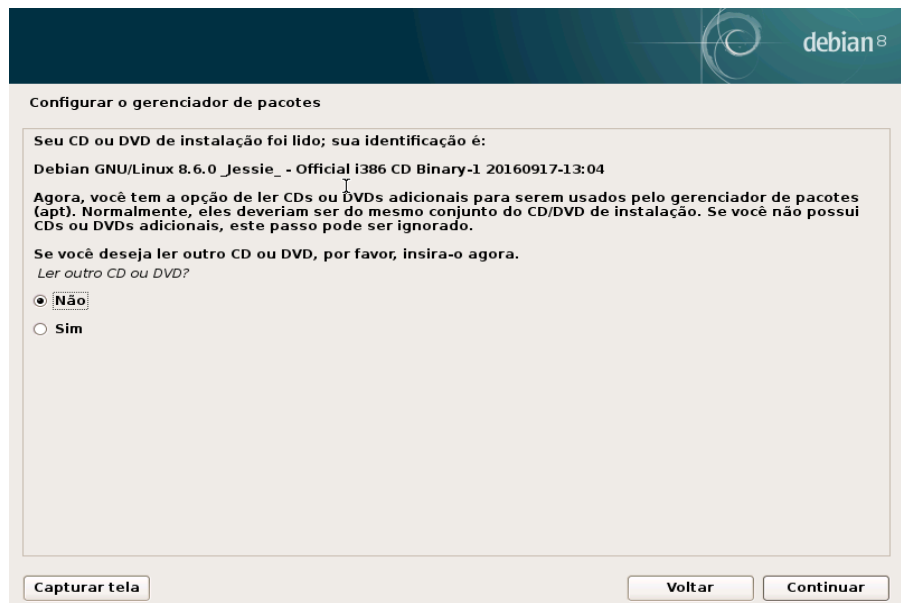 debian 8
Configurar o gerenciador de pacotes
Seu CD ou DVD de instalação foi lido; sua identificação é:
Debian GNU/Linux 8.6.0 _Jessie_ - Official i386 CD Binary-1 20160917-13:04
Agora, você tem a opção de ler CDs ou DVDs adicionais para serem usados pelo gerenciador de pacotes
(apt). Normalmente, eles deveriam ser do mesmo conjunto do CD/DVD de instalação. Se você não possui
CDs ou DVDs adicionais, este passo pode ser ignorado.
Se você deseja ler outro CD ou DVD, por favor, insira-o agora.
Ler outro CD ou DVD?
Não
Sim
Capturar tela
Voltar
Continuar